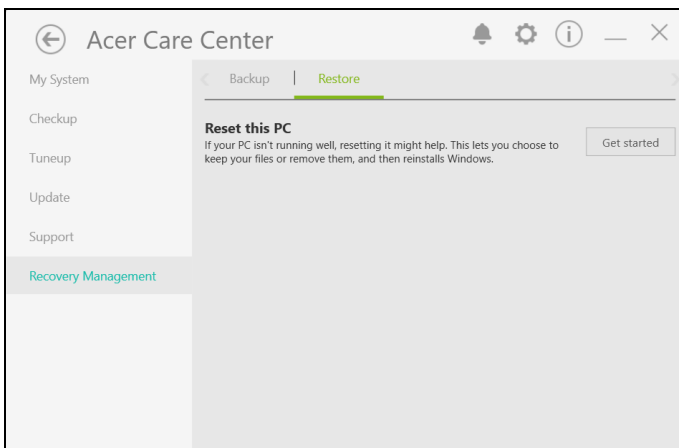 Acer Care Center
My System
Checkup
Tuneup
Update
Support
Recovery Management
Backup
Restore
Reset this PC
If your PC isn't running well, resetting it might help. This lets you choose to
keep your files or remove them, and then reinstalls Windows.
Get started